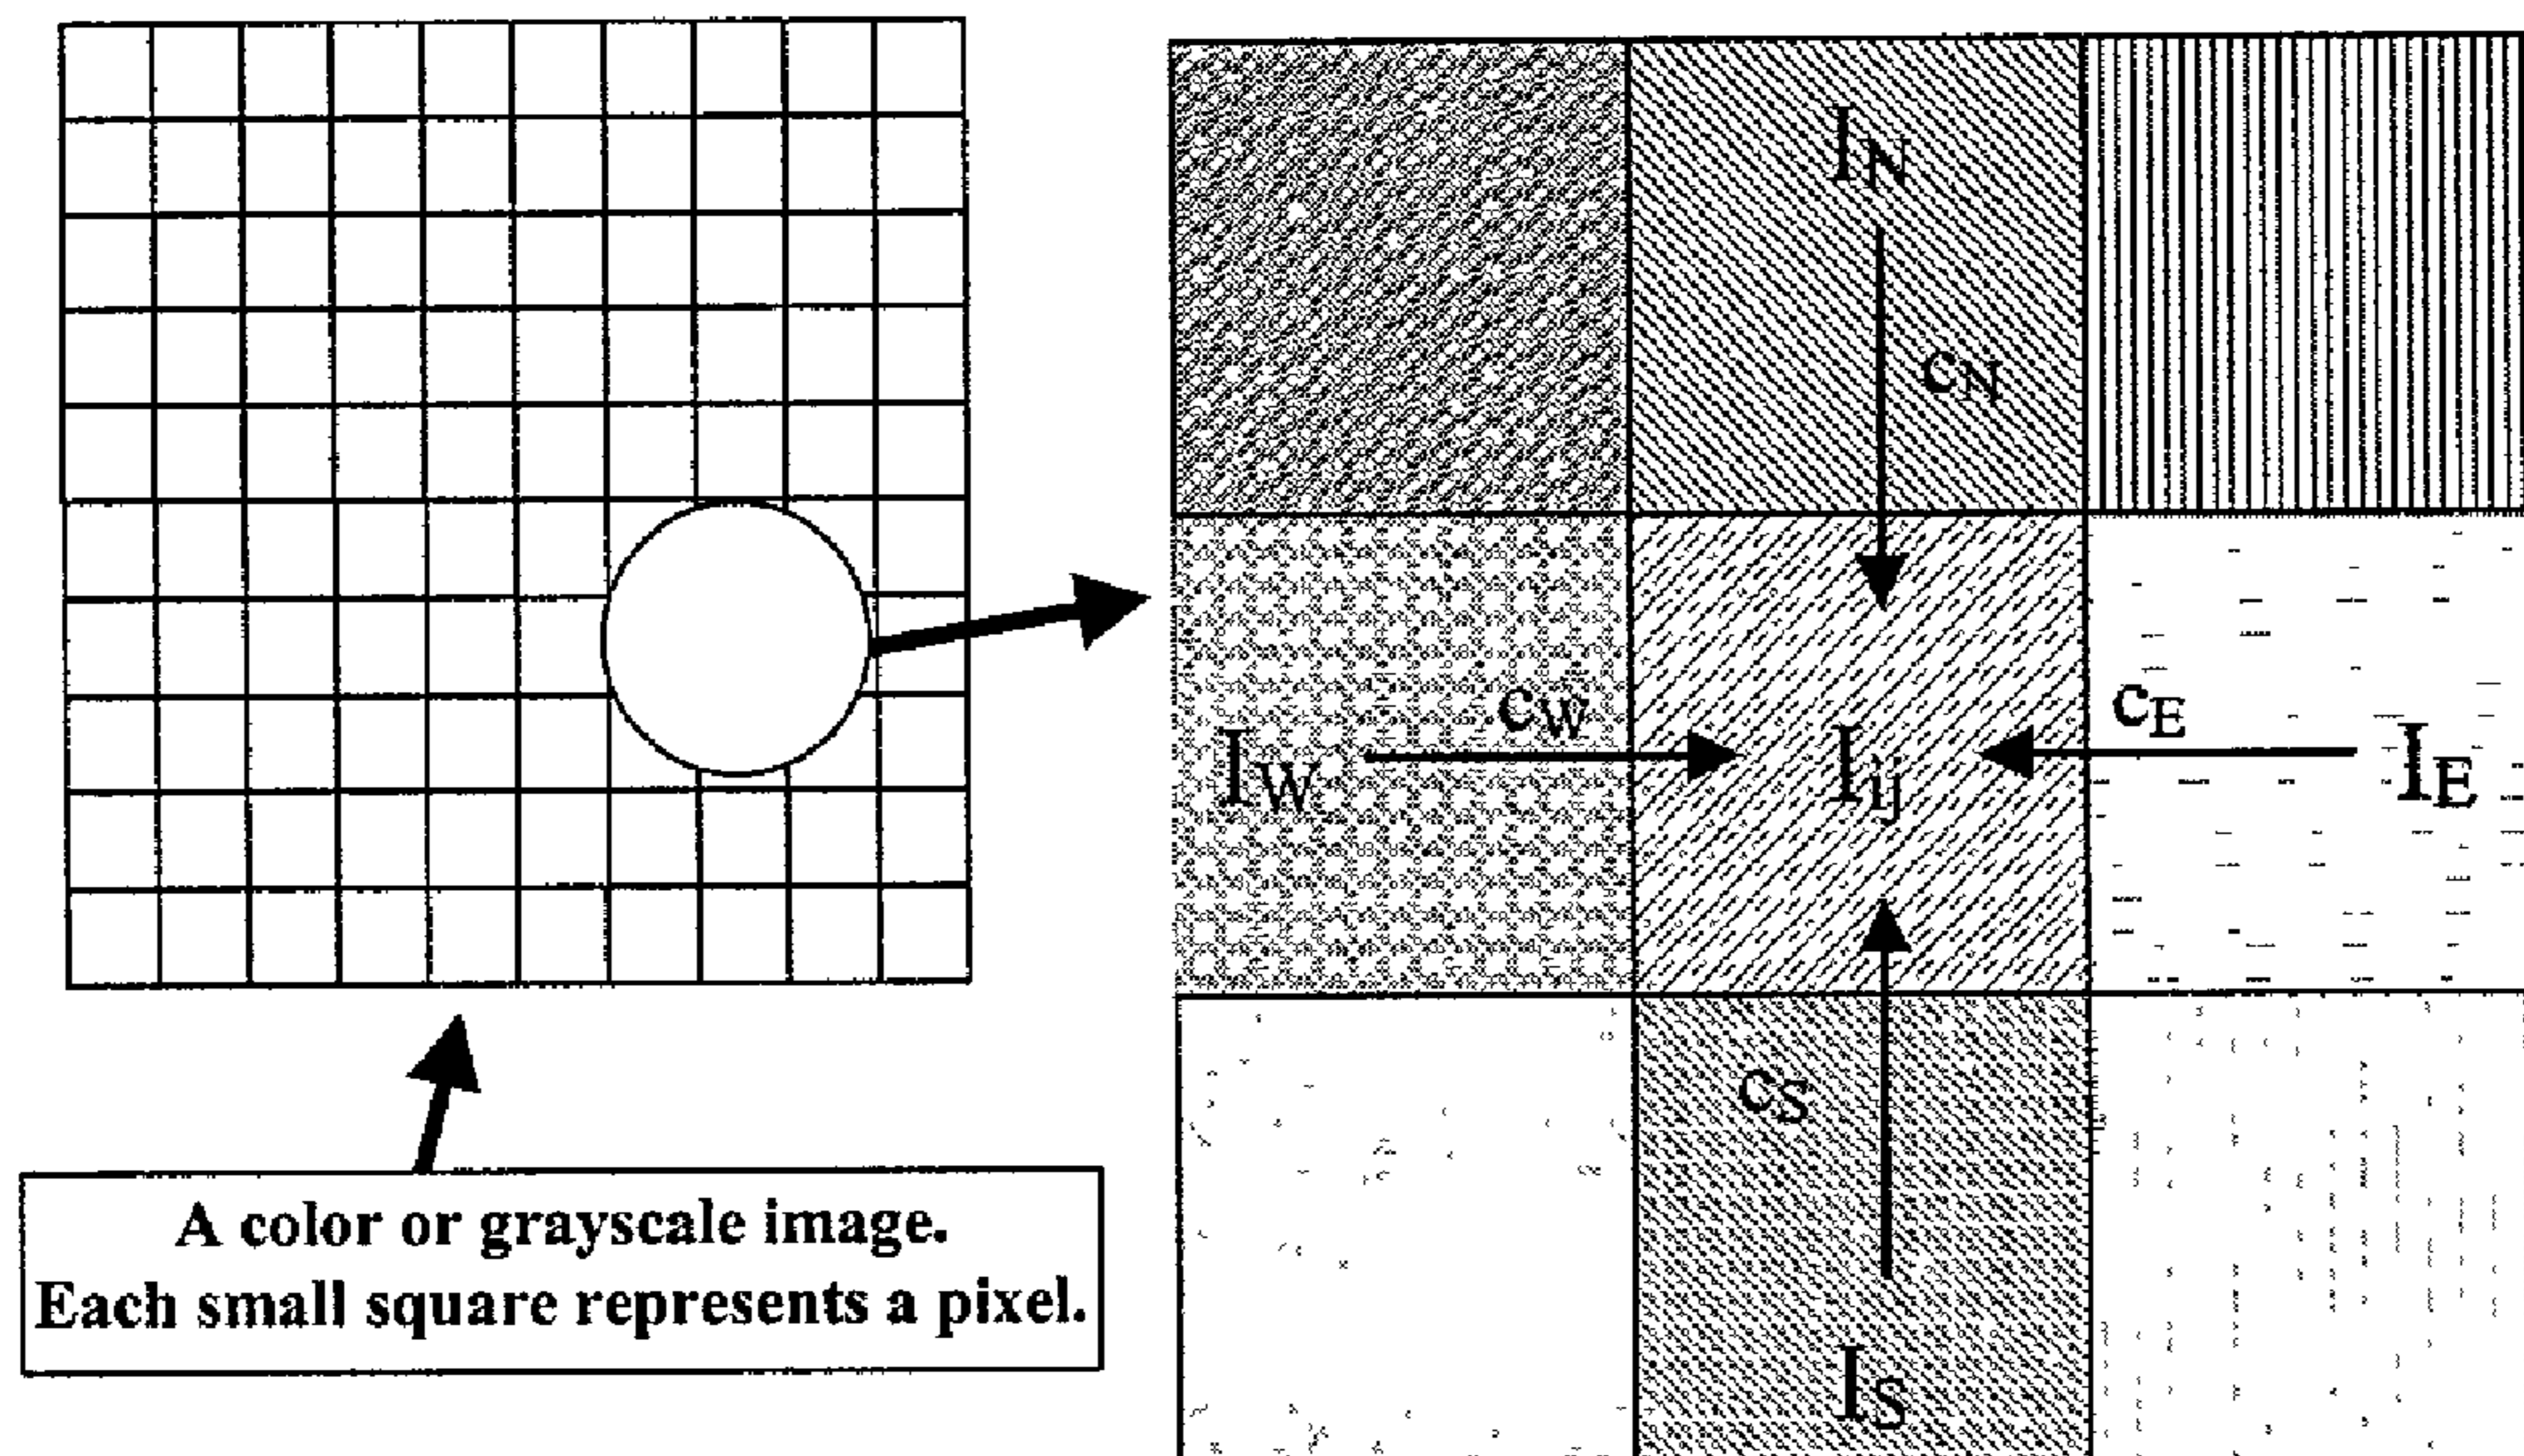 I_N
c_N
c_W
c_E
I_W
I_ij
I_E
c_S
A color or grayscale image.
Each small square represents a pixel.
I_S